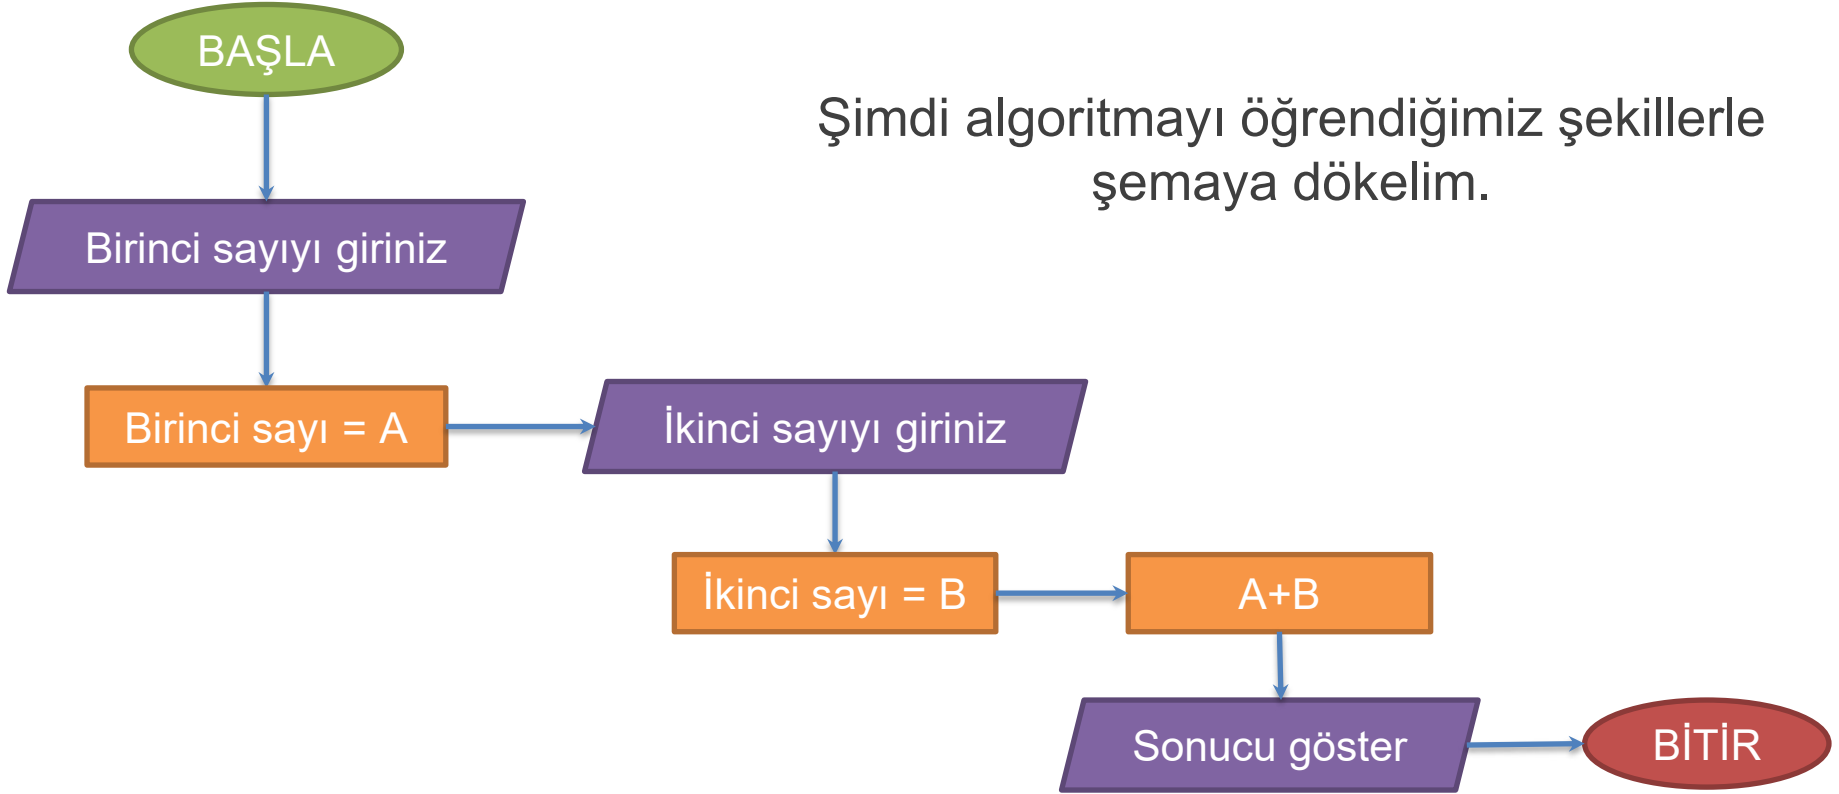 BAŞLA
Şimdi algoritmayı öğrendiğimiz şekillerle
şemaya dökelim.
Birinci sayıyı giriniz
Birinci sayı = A
İkinci sayıyı giriniz
İkinci sayı = B
A+B
Sonucu göster
BİTİR